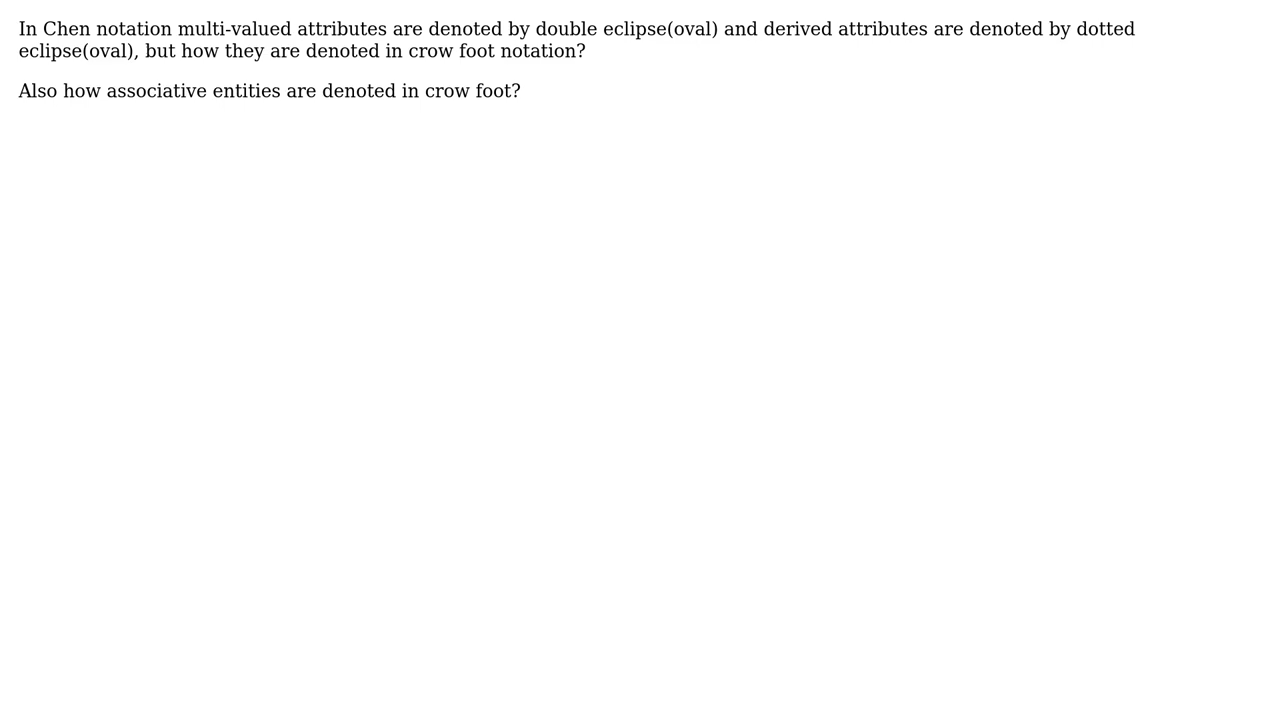 In Chen notation multi-valued attributes are denoted by double eclipse(oval) and derived attributes are denoted by dotted
eclipse(oval), but how they are denoted in crow foot notation?
Also how associative entities are denoted in crow foot?